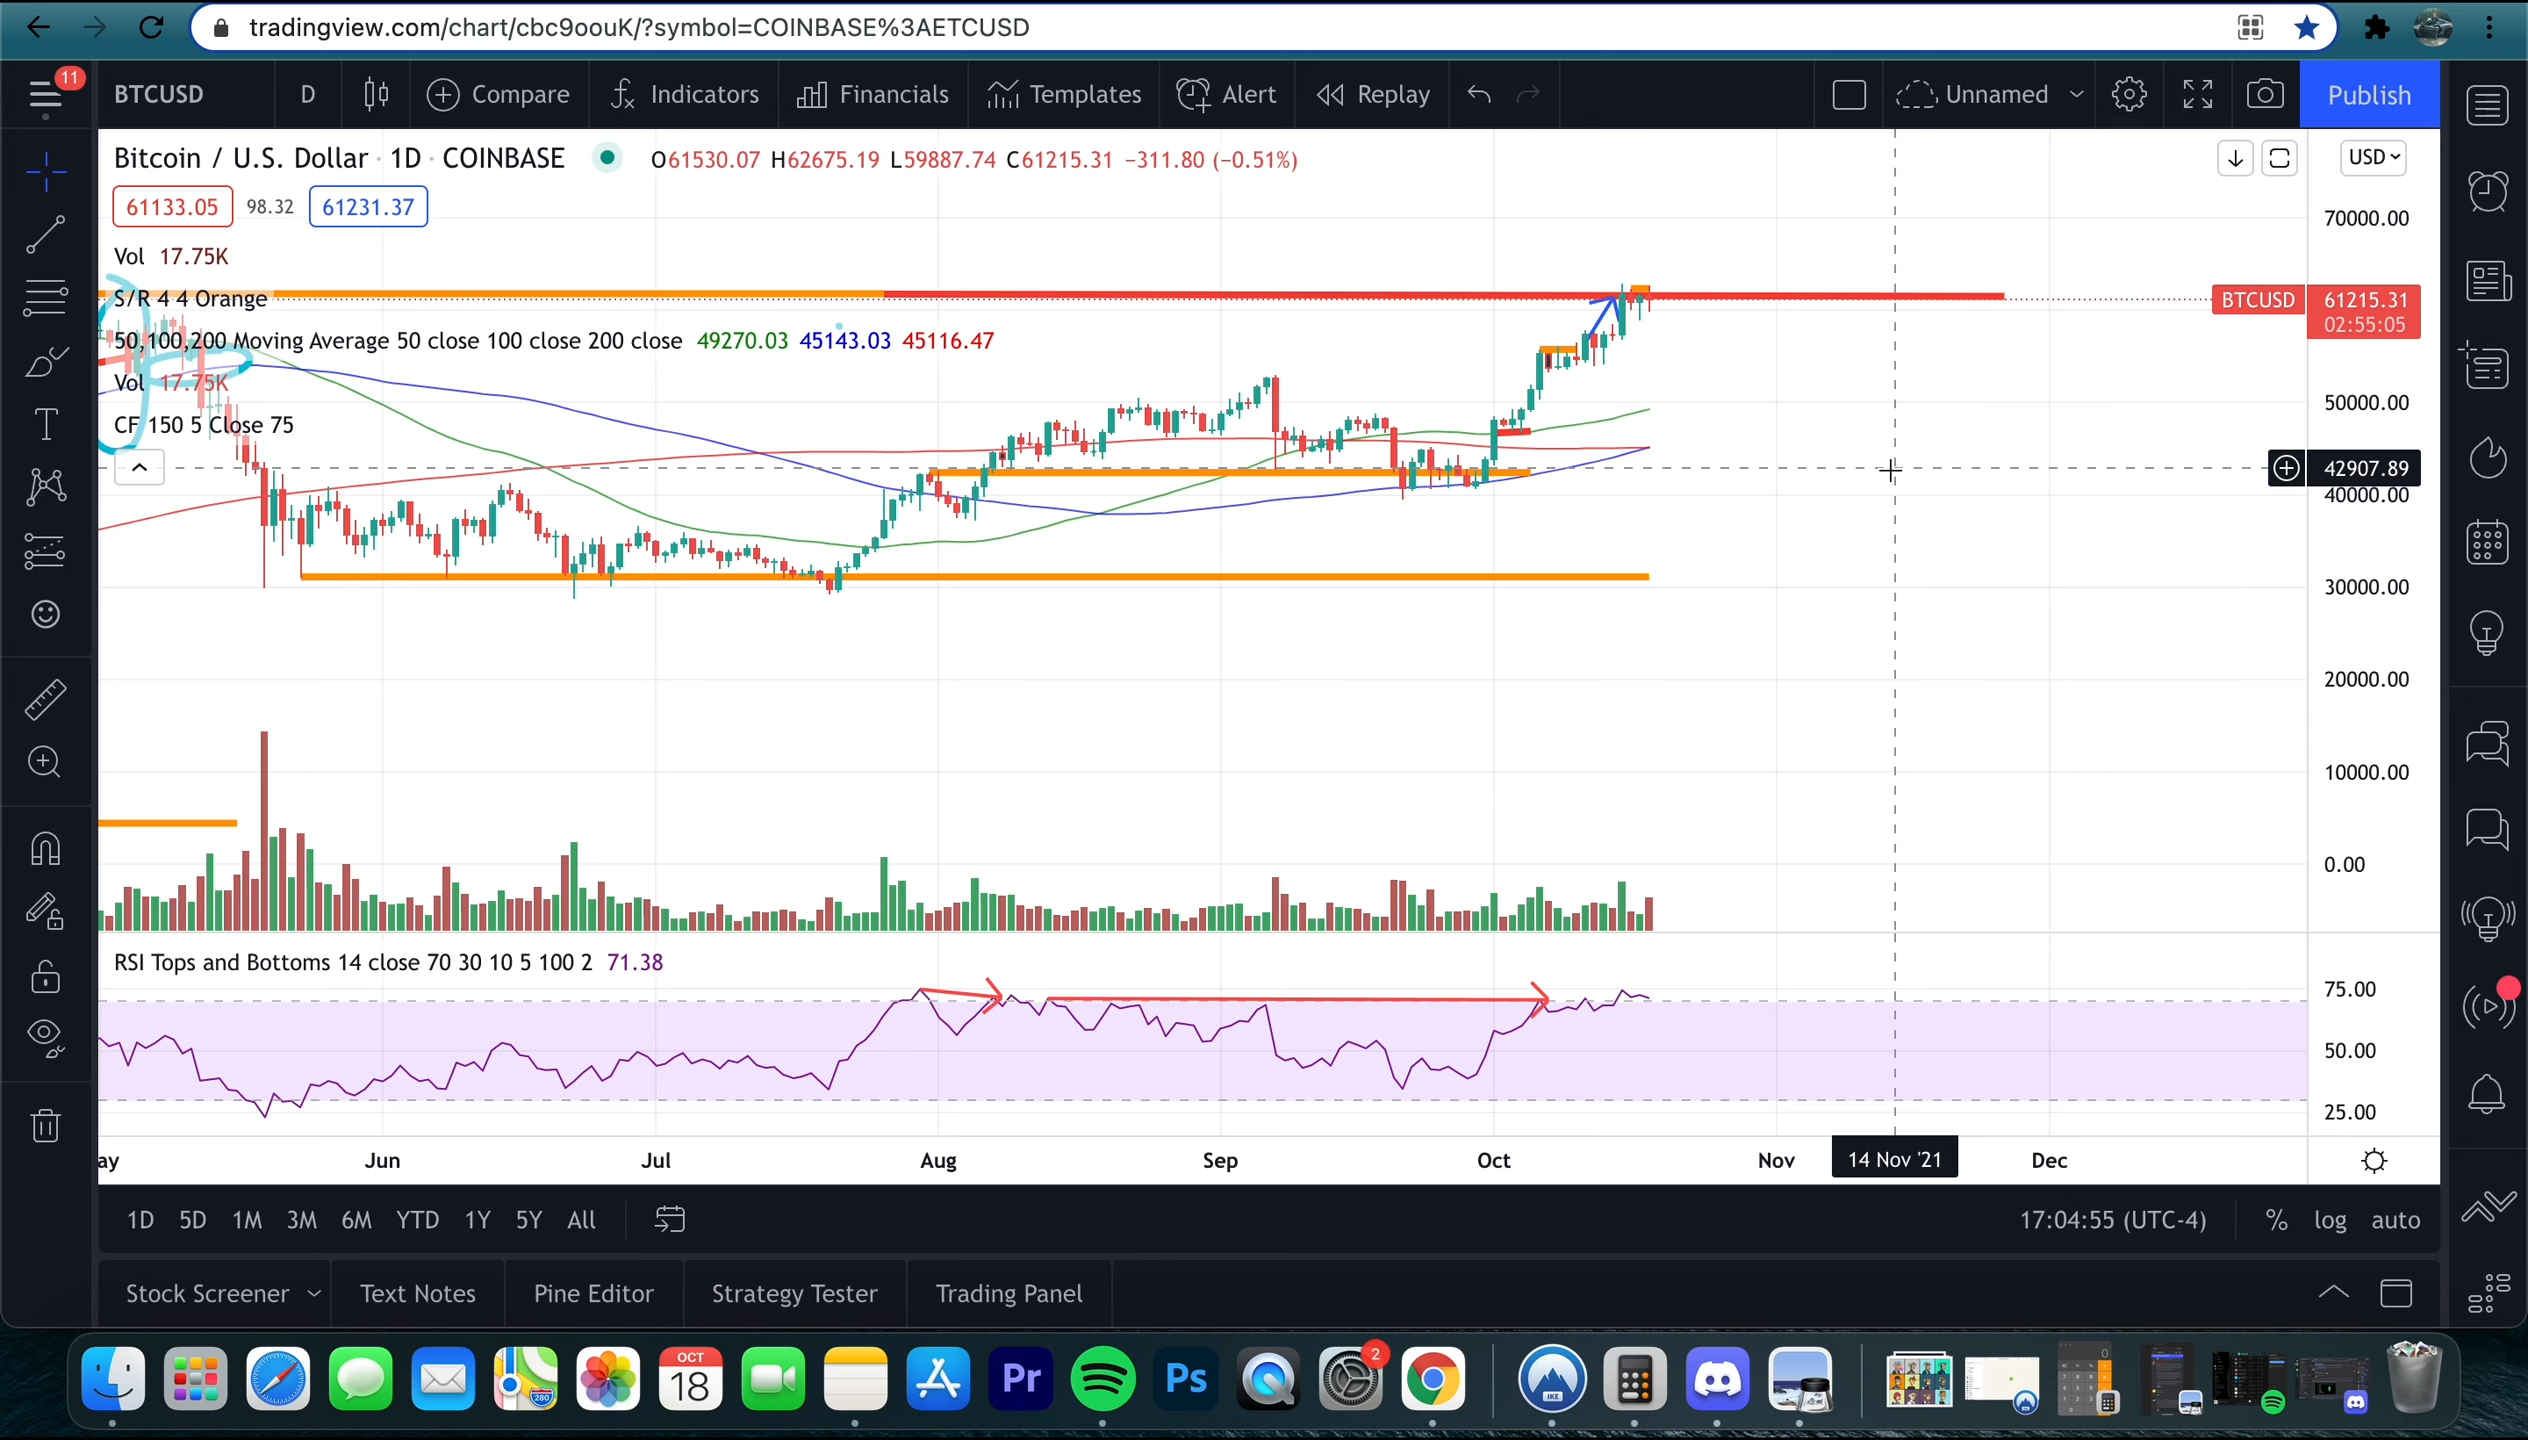 tradingview.com/chart/cbc9oouK/?symbol=COINBASE%3AETCUSD
11
BTCUSD D Compare Indicators Financials Templates Alert Replay Unnamed Publish
Bitcoin / U.S. Dollar · 1D · COINBASE O61530.07 H62675.19 L59887.74 C61215.31 −311.80 (−0.51%)
USD
61133.05 98.32 61231.37
70000.00
Vol 17.75K
S/R 4 4 Orange
BTCUSD 61215.31
02:55:05
50,100,200 Moving Average 50 close 100 close 200 close 49270.03 45143.03 45116.47
Vol 17.75K
50000.00
CF 150 5 Close 75
42907.89
40000.00
30000.00
20000.00
10000.00
0.00
RSI Tops and Bottoms 14 close 70 30 10 5 100 2 71.38
75.00
50.00
25.00
ay Jun Jul Aug Sep Oct Nov 14 Nov '21 Dec
1D 5D 1M 3M 6M YTD 1Y 5Y All 17:04:55 (UTC-4) % log auto
Stock Screener Text Notes Pine Editor Strategy Tester Trading Panel
OCT
18
Pr
Ps
2
280
IKE